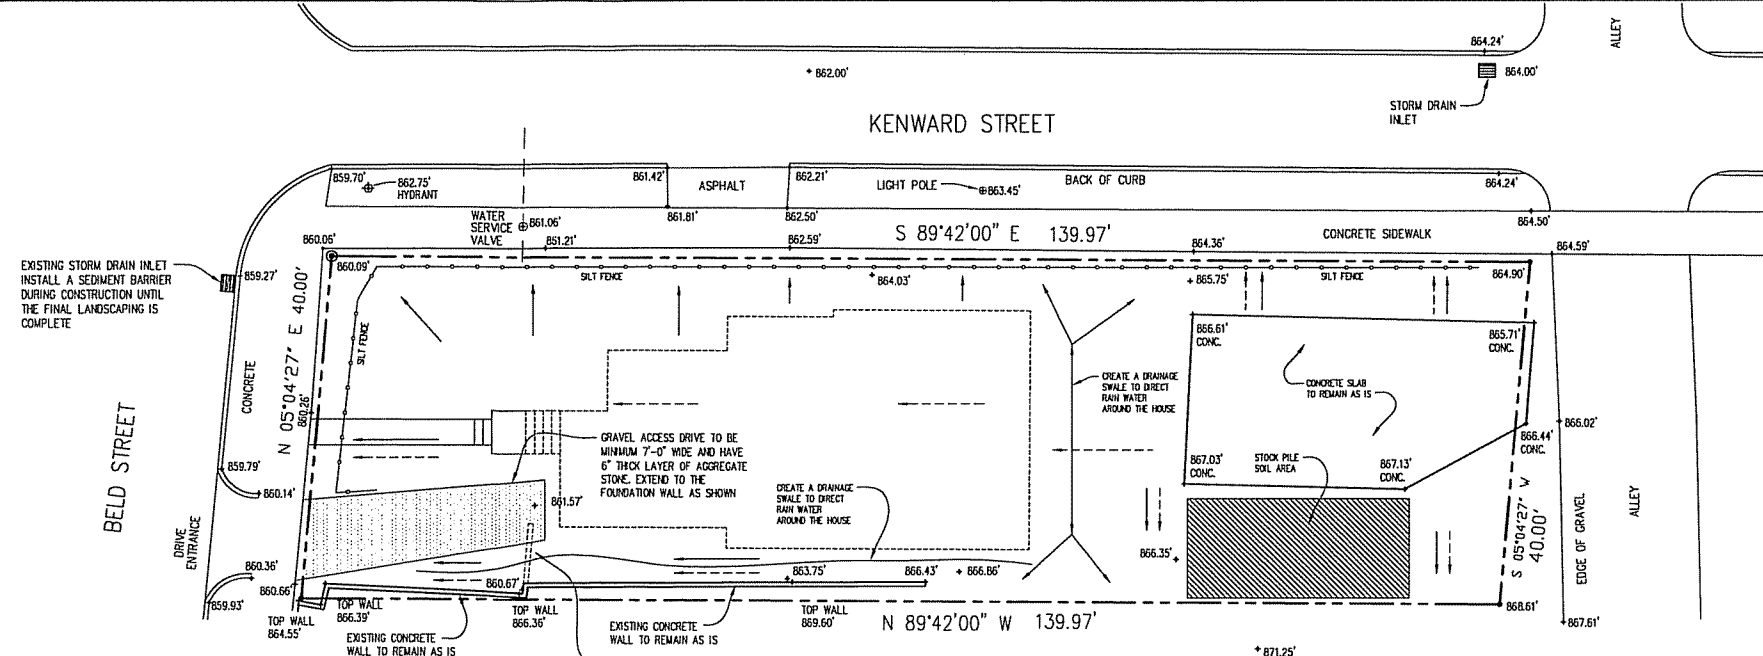 864.24'
ALLEY
862.00'
864.00'
STORM DRAIN
INLET
KENWARD STREET
859.70'
862.75'
HYDRANT
861.42'
ASPHALT
862.21'
LIGHT POLE
863.45'
BACK OF CURB
864.24'
WATER
SERVICE
VALVE
861.06'
861.81'
862.50'
864.50'
860.06'
851.21'
862.59'
S 89°42'00" E 139.97'
864.36'
CONCRETE SIDEWALK
864.59'
EXISTING STORM DRAIN INLET
INSTALL A SEDIMENT BARRIER
DURING CONSTRUCTION UNTIL
THE FINAL LANDSCAPING IS
COMPLETE
859.27'
860.09'
SILT FENCE
864.03'
865.75'
SILT FENCE
864.90'
N 05°04'27" E 40.00'
SILT FENCE
CONCRETE
860.26'
866.61'
CONC.
865.71'
CONC.
CREATE A DRAINAGE
SWALE TO DIRECT
RAIN WATER
AROUND THE HOUSE
CONCRETE SLAB
TO REMAIN AS IS
BELD STREET
859.79'
860.14'
GRAVEL ACCESS DRIVE TO BE
MINIMUM 7'-0" WIDE AND HAVE
6" THICK LAYER OF AGGREGATE
STONE. EXTEND TO THE
FOUNDATION WALL AS SHOWN
866.44'
CONC.
866.02'
867.03'
CONC.
STOCK PILE
SOIL AREA
867.13'
CONC.
861.57'
CREATE A DRAINAGE
SWALE TO DIRECT
RAIN WATER
AROUND THE HOUSE
S 05°04'27" W
40.00'
EDGE OF GRAVEL
ALLEY
DRIVE
ENTRANCE
860.36'
866.35'
860.66'
860.67'
863.75'
866.43'
866.86'
859.93'
TOP WALL
864.55'
TOP WALL
866.39'
TOP WALL
866.36'
TOP WALL
869.60'
868.61'
867.61'
EXISTING CONCRETE
WALL TO REMAIN AS IS
EXISTING CONCRETE
WALL TO REMAIN AS IS
N 89°42'00" W 139.97'
871.25'